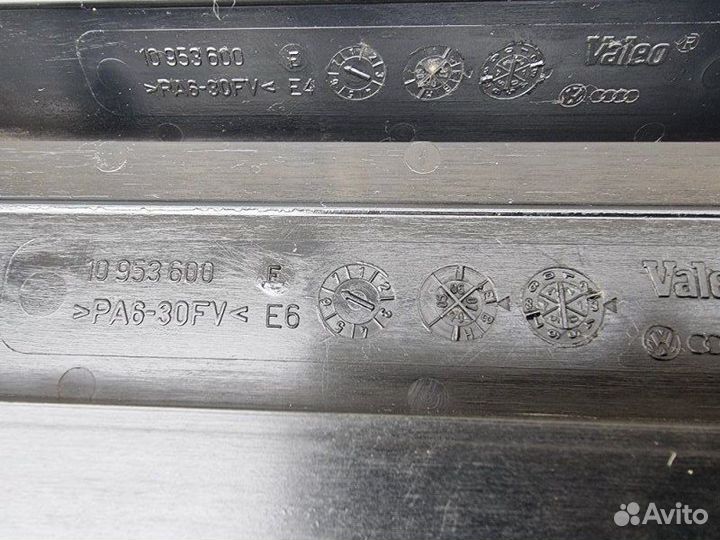 10 953 600 E Valeo®
>PA6-30FV< E4
10 953 600 E Vale
>PA6-30FV< E6
Avito